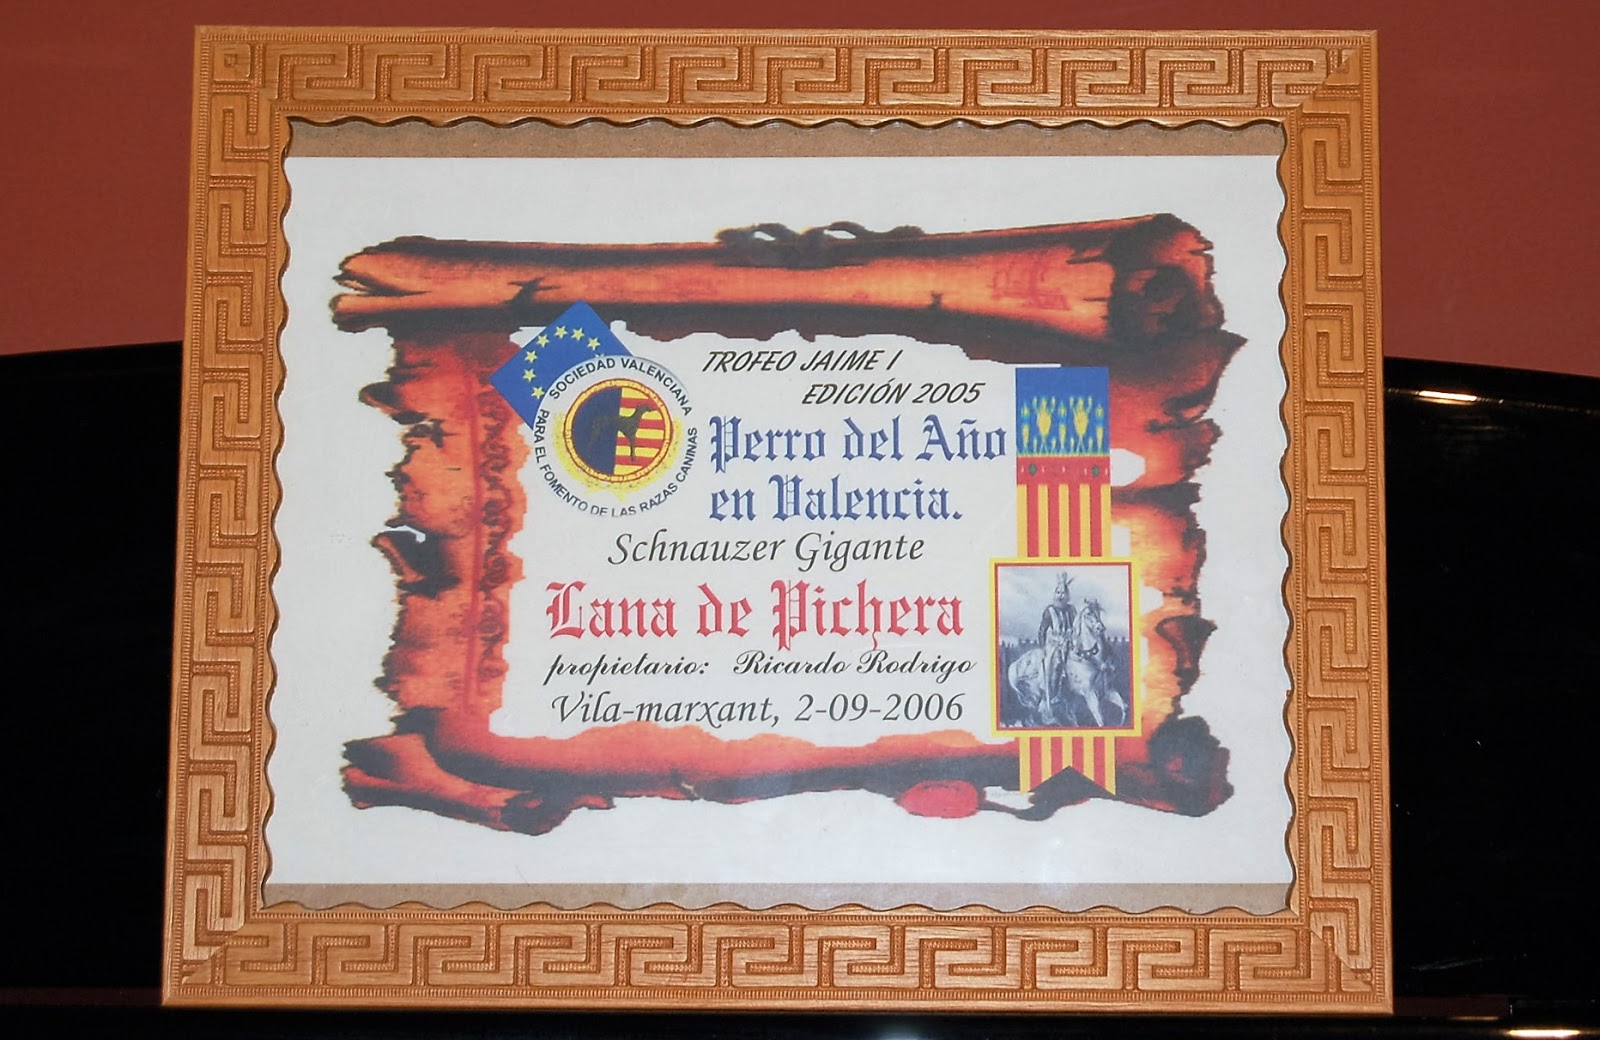 SOCIEDAD VALENCIANA
PARA EL FOMENTO DE LAS RAZAS CANINAS
TROFEO JAIME I
EDICIÓN 2005
Perro del Año
en Valencia.
Schnauzer Gigante
Lana de Pichera
propietario: Ricardo Rodrigo
Vila-marxant, 2-09-2006